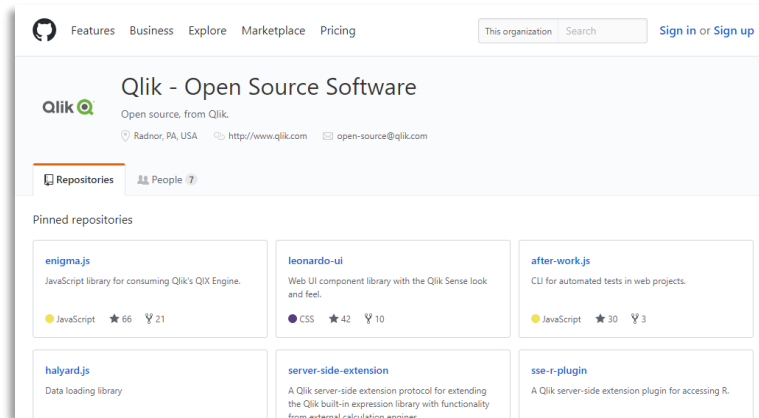 Features Business Explore Marketplace Pricing This organization Search Sign in or Sign up
Qlik
Qlik - Open Source Software
Open source, from Qlik.
Radnor, PA, USA http://www.qlik.com open-source@qlik.com
Repositories People 7
Pinned repositories
enigma.js
JavaScript library for consuming Qlik's QIX Engine.
JavaScript 66 21
leonardo-ui
Web UI component library with the Qlik Sense look
and feel.
CSS 42 10
after-work.js
CLI for automated tests in web projects.
JavaScript 30 3
halyard.js
Data loading library
server-side-extension
A Qlik server-side extension protocol for extending
the Qlik built-in expression library with functionality
from external calculation engines.
sse-r-plugin
A Qlik server-side extension plugin for accessing R.